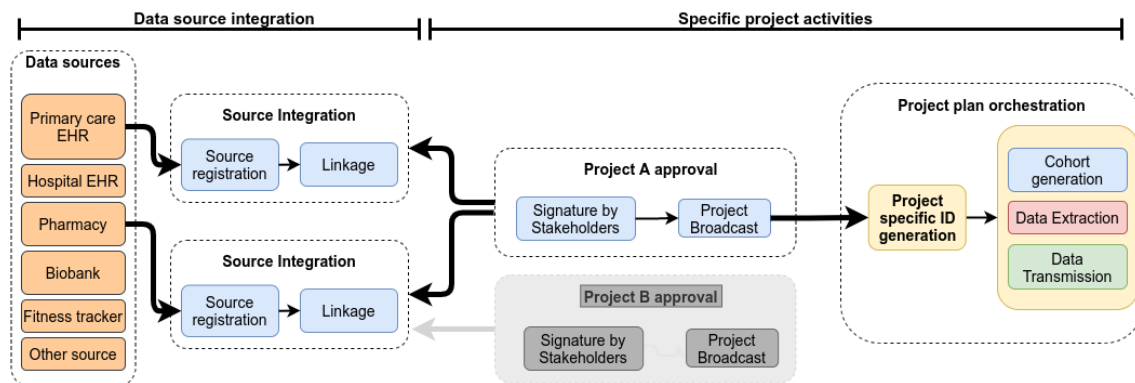 Data source integration
Specific project activities
Data sources
Primary care
EHR
Hospital EHR
Pharmacy
Biobank
Fitness tracker
Other source
Source Integration
Source
registration
Linkage
Source Integration
Source
registration
Linkage
Project A approval
Signature by
Stakeholders
Project
Broadcast
Project B approval
Signature by
Stakeholders
Project
Broadcast
Project plan orchestration
Project
specific ID
generation
Cohort
generation
Data Extraction
Data
Transmission